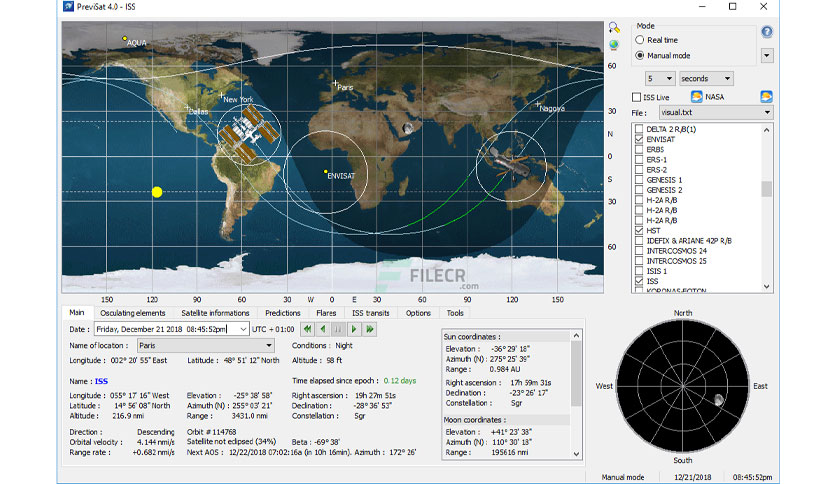 PreviSat 4.0 - ISS
AQUA
Paris
New York
Dallas
Nagoya
ENVISAT
60
30
N
0
S
30
60
150 120 90 60 30 W 0 E 30 60 90 120 150
FILECR
.com
Mode
Real time
Manual mode
5 seconds
ISS Live NASA
File : visual.txt
DELTA 2 R/B(1)
ENVISAT
ERBS
ERS-1
ERS-2
GENESIS 1
GENESIS 2
H-2A R/B
H-2A R/B
H-2A R/B
HST
IDEFIX & ARIANE 42P R/B
INTERCOSMOS 24
INTERCOSMOS 25
ISIS 1
ISS
KORONAS-FOTON
Main Osculating elements Satellite informations Predictions Flares ISS transits Options Tools
Date : Friday, December 21 2018 08:45:52pm UTC + 01:00
Name of location : Paris Conditions : Night
Longitude : 002° 20' 55" East Latitude : 48° 51' 12" North Altitude : 98 ft
Name : ISS Time elapsed since epoch : 0.12 days
Longitude : 055° 17' 16" West Elevation : -25° 38' 58" Right ascension : 19h 27m 51s
Latitude : 14° 56' 08" North Azimuth (N) : 255° 03' 21" Declination : -28° 36' 53"
Altitude : 216.9 nmi Range : 3431.0 nmi Constellation : Sgr
Direction : Descending Orbit #114768
Orbital velocity : 4.144 nmi/s Satellite not eclipsed (34%) Beta : -69° 38'
Range rate : +0.682 nmi/s Next AOS : 12/22/2018 07:02:16a (in 10h 16min). Azimuth : 172° 26'
Sun coordinates :
Elevation : -36° 29' 18"
Azimuth (N) : 275° 25' 36"
Range : 0.984 AU
Right ascension : 17h 59m 31s
Declination : -23° 26' 17"
Constellation : Sgr
Moon coordinates :
Elevation : +41° 23' 38"
Azimuth (N) : 110° 30' 18"
Range : 195616 nmi
North
West
East
South
Manual mode 12/21/2018 08:45:52pm